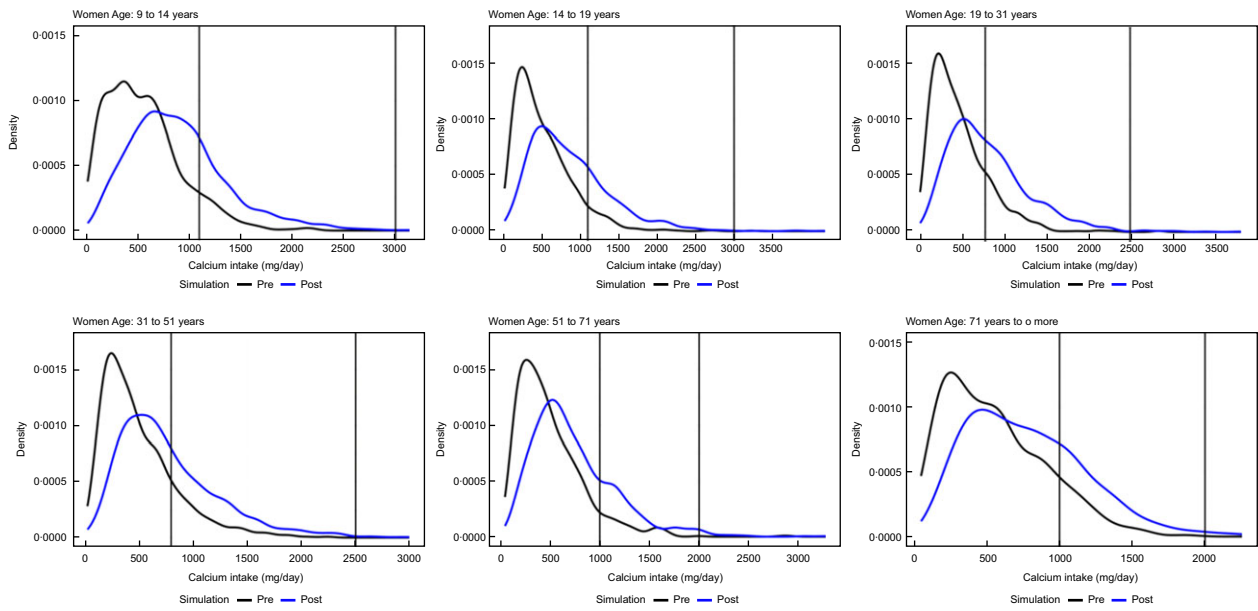 Women Age: 9 to 14 years
0·0015
0·0010
0·0005
0·0000
Density
0 500 1000 1500 2000 2500 3000
Calcium intake (mg/day)
Simulation Pre Post
Women Age: 14 to 19 years
0·0015
0·0010
0·0005
0·0000
Density
0 500 1000 1500 2000 2500 3000 3500
Calcium intake (mg/day)
Simulation Pre Post
Women Age: 19 to 31 years
0·0015
0·0010
0·0005
0·0000
Density
0 500 1000 1500 2000 2500 3000 3500
Calcium intake (mg/day)
Simulation Pre Post
Women Age: 31 to 51 years
0·0015
0·0010
0·0005
0·0000
Density
0 500 1000 1500 2000 2500 3000
Calcium intake (mg/day)
Simulation Pre Post
Women Age: 51 to 71 years
0·0015
0·0010
0·0005
0·0000
Density
0 500 1000 1500 2000 2500 3000
Calcium intake (mg/day)
Simulation Pre Post
Women Age: 71 years to o more
0·0015
0·0010
0·0005
0·0000
Density
0 500 1000 1500 2000
Calcium intake (mg/day)
Simulation Pre Post